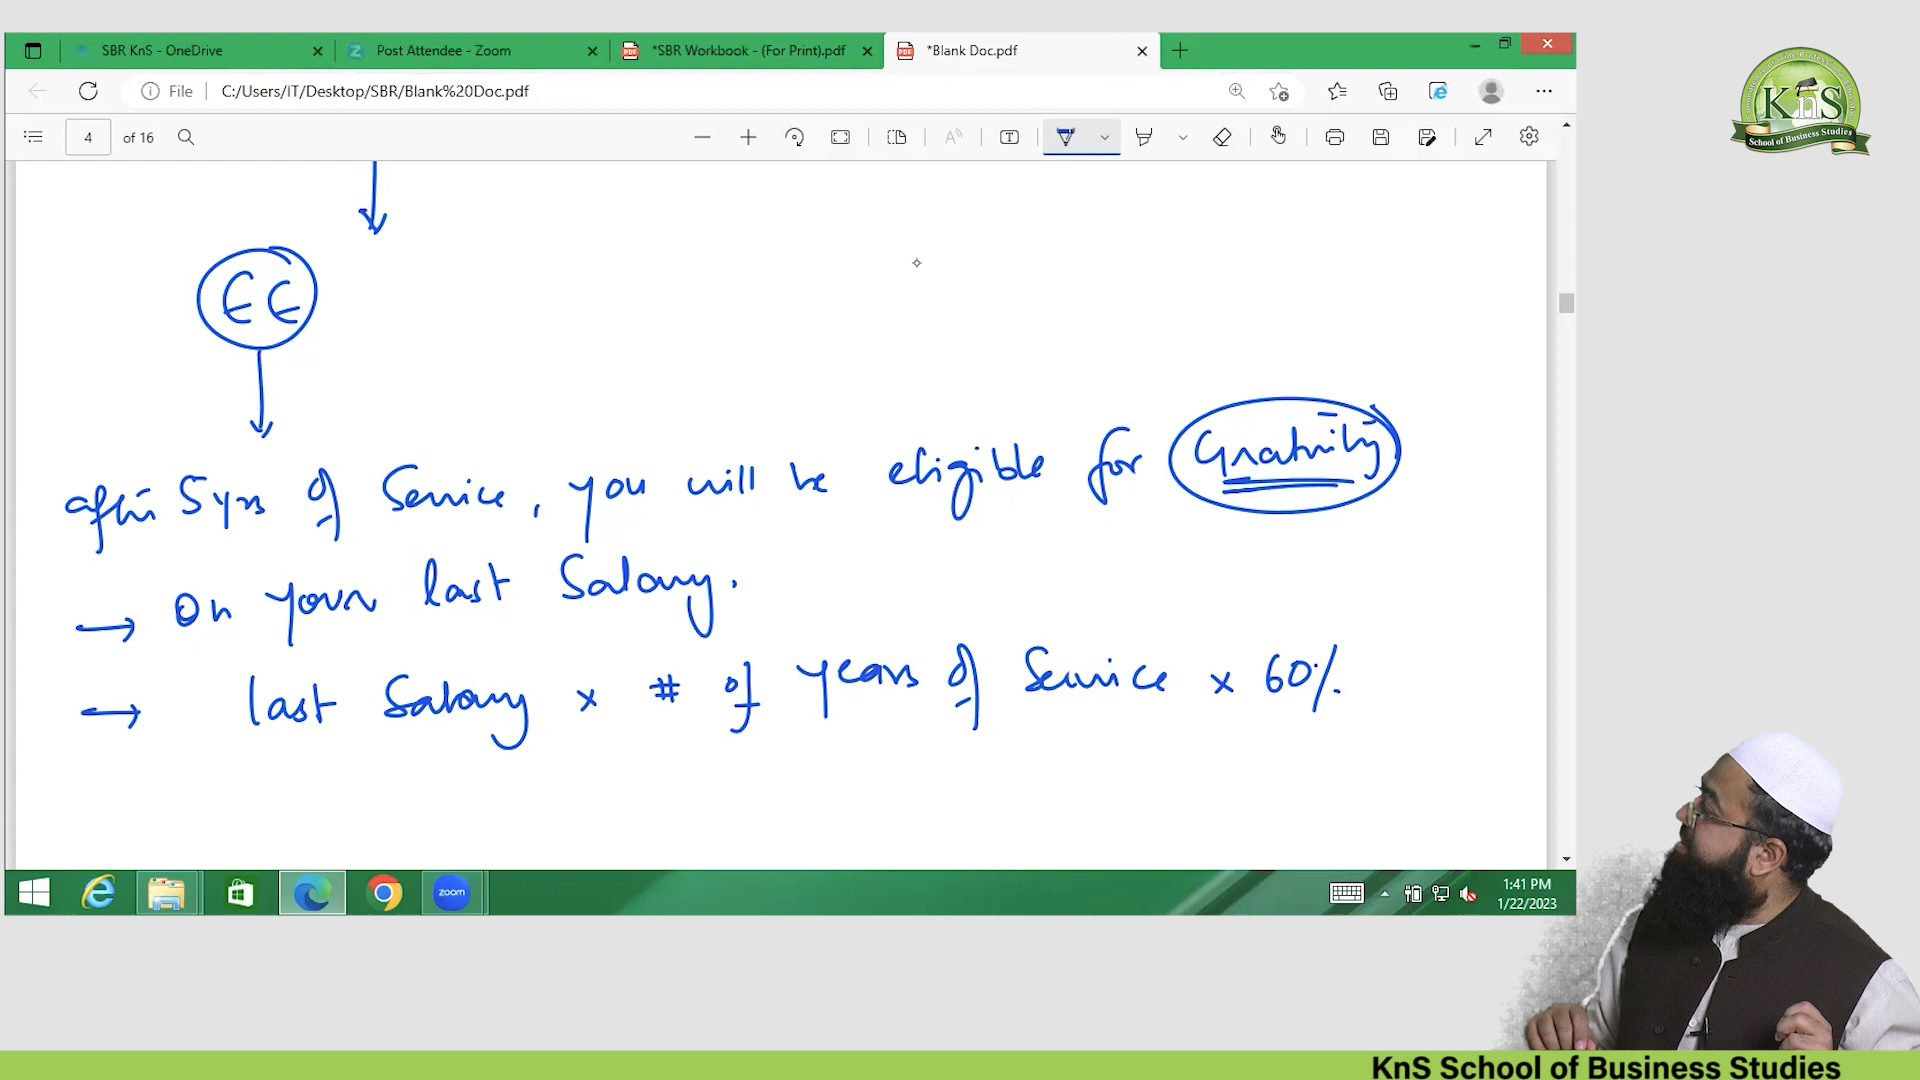 SBR KnS - OneDrive
Post Attendee - Zoom
*SBR Workbook - (For Print).pdf
*Blank Doc.pdf
File
C:/Users/IT/Desktop/SBR/Blank%20Doc.pdf
4 of 16
KnS
School of Business Studies
EE
after 5 yrs of Service, you will be eligible for Gratuity
→ On your last Salary.
→ last Salary x # of years of Service x 60%
zoom
1:41 PM
1/22/2023
KnS School of Business Studies